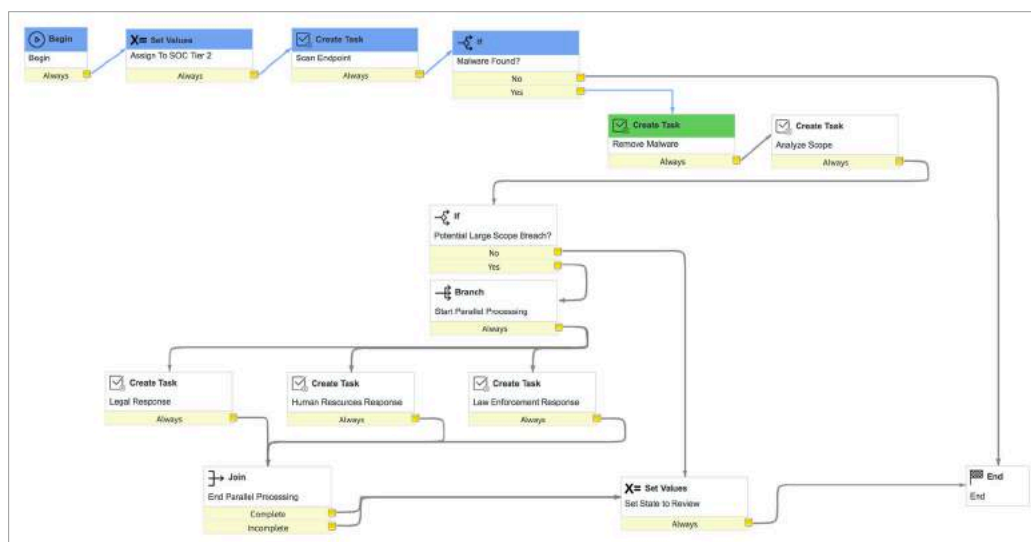 Begin
Begin
Always
X= Set Values
Assign To SOC Tier 2
Always
Create Task
Scan Endpoint
Always
If
Malware Found?
No
Yes
Create Task
Remove Malware
Always
Create Task
Analyze Scope
Always
If
Potential Large Scope Breach?
No
Yes
Branch
Start Parallel Processing
Always
Create Task
Legal Response
Always
Create Task
Human Resources Response
Always
Create Task
Law Enforcement Response
Always
Join
End Parallel Processing
Complete
Incomplete
X= Set Values
Set State to Review
Always
End
End